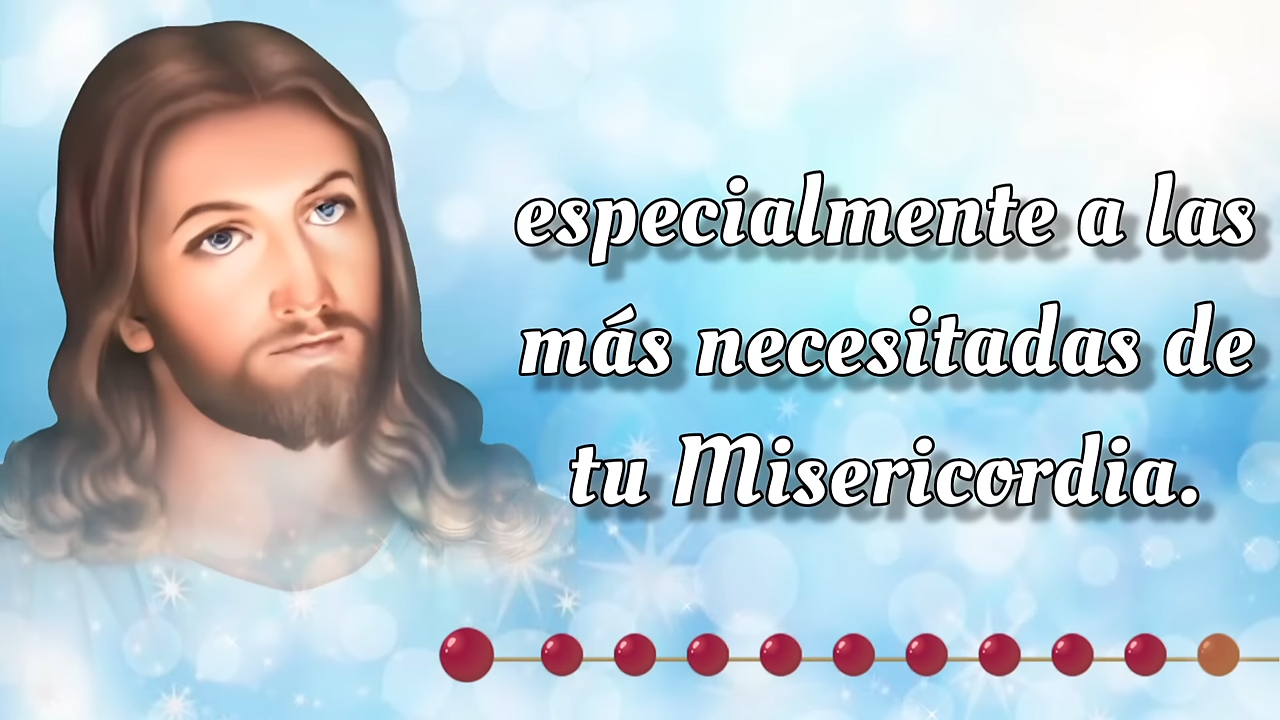 especialmente a las
más necesitadas de
tu Misericordia.